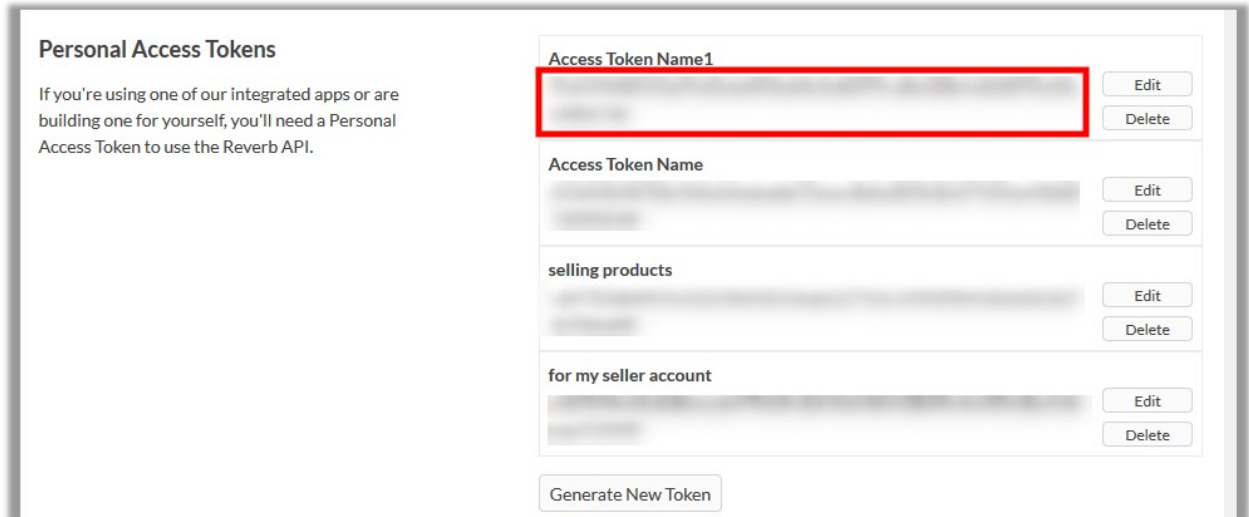 Personal Access Tokens
If you're using one of our integrated apps or are
building one for yourself, you'll need a Personal
Access Token to use the Reverb API.
Access Token Name1
Edit
Delete
Access Token Name
Edit
Delete
selling products
Edit
Delete
for my seller account
Edit
Delete
Generate New Token